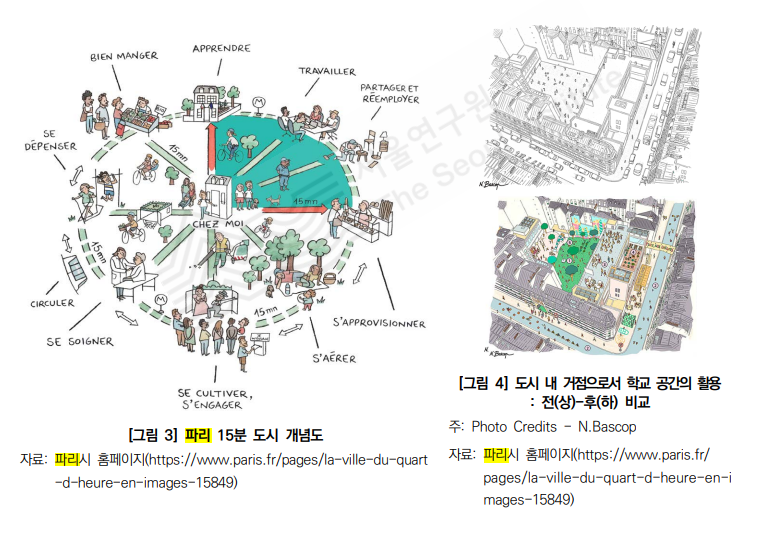 BIEN MANGER
APPRENDRE
TRAVAILLER
PARTAGER ET
RÉEMPLOYER
SE
DÉPENSER
15mn
15mn
CHEZ MOI
15mn
15mn
M
M
CIRCULER
SE SOIGNER
S'APPROVISIONNER
S'AÉRER
SE CULTIVER,
S'ENGAGER
[그림 3] 파리 15분 도시 개념도
자료: 파리시 홈페이지(https://www.paris.fr/pages/la-ville-du-quart
-d-heure-en-images-15849)
N.Bascop
N.Bascop
[그림 4] 도시 내 거점으로서 학교 공간의 활용
: 전(상)-후(하) 비교
주: Photo Credits - N.Bascop
자료: 파리시 홈페이지(https://www.paris.fr/
pages/la-ville-du-quart-d-heure-en-i
mages-15849)